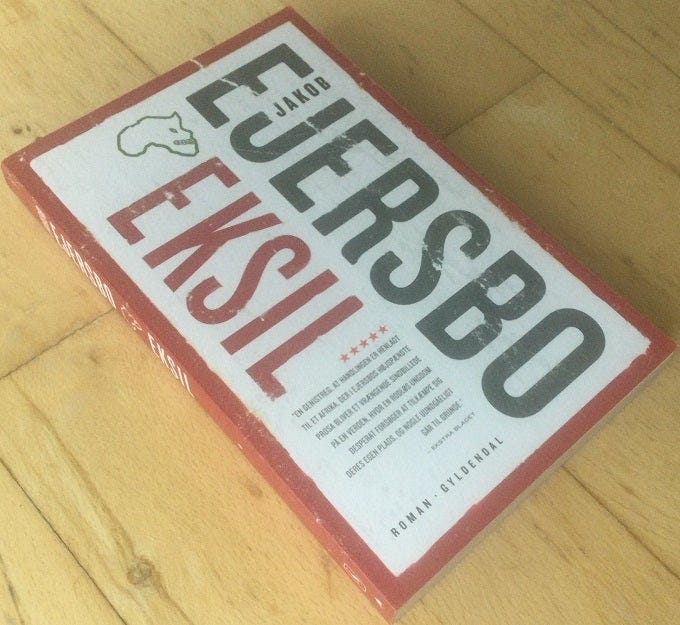 JAKOB
EJERSBO
EKSIL
★★★★★
"EN GENISTREG, AT HANDLINGEN ER HENLAGT
TIL ET AFRIKA, DER I EJERSBOS HØJSPÆNDTE
PROSA BLIVER ET VRÆNGENDE SINDBILLEDE
PÅ EN VERDEN, HVOR EN RODLØS UNGDOM
DESPERAT FORSØGER AT TILKÆMPE SIG
DERES EGEN PLADS, OG NOGLE UUNDGÅELIGT
GÅR TIL GRUNDE"
- EKSTRA BLADET
ROMAN · GYLDENDAL
EJERSBO EKSIL